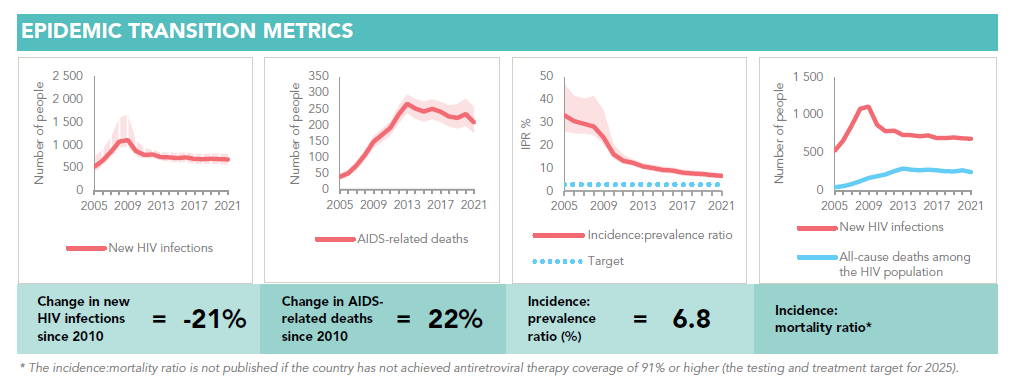 EPIDEMIC TRANSITION METRICS
Number of people
2 500
2 000
1 500
1 000
500
0
2005 2009 2013 2017 2021
New HIV infections
Number of people
350
300
250
200
150
100
50
0
2005 2009 2013 2017 2021
AIDS-related deaths
IPR %
50
40
30
20
10
0
2005 2009 2013 2017 2021
Incidence:prevalence ratio
Target
Number of people
1 500
1 000
500
0
2005 2009 2013 2017 2021
New HIV infections
All-cause deaths among
the HIV population
Change in new
HIV infections
since 2010
= -21%
Change in AIDS-
related deaths
since 2010
= 22%
Incidence:
prevalence
ratio (%)
= 6.8
Incidence:
mortality ratio*
* The incidence:mortality ratio is not published if the country has not achieved antiretroviral therapy coverage of 91% or higher (the testing and treatment target for 2025).